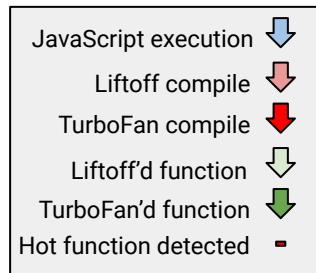 JavaScript execution
Liftoff compile
TurboFan compile
Liftoff’d function
TurboFan’d function
Hot function detected